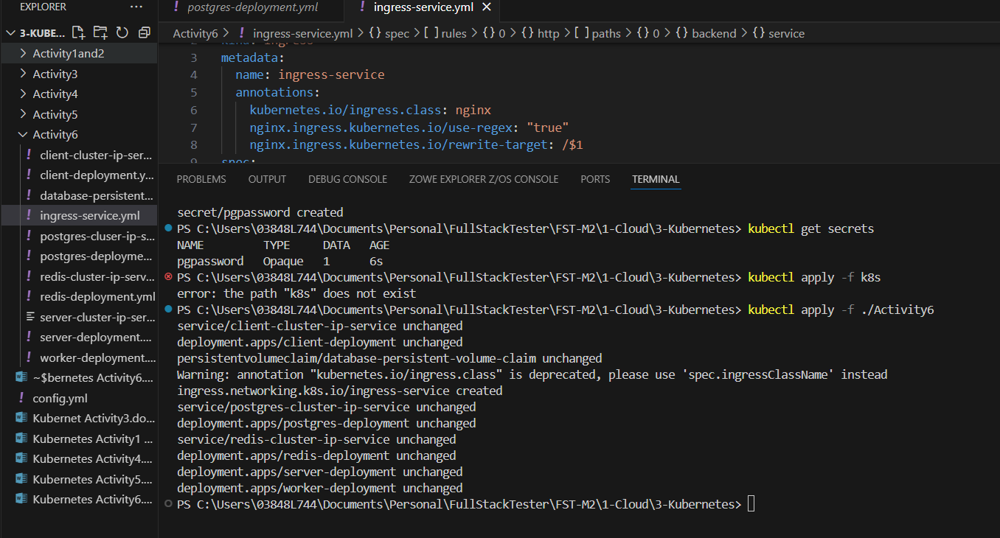 EXPLORER ···
postgres-deployment.yml
ingress-service.yml
3-KUBE...
Activity6 > ingress-service.yml > {} spec > [ ] rules > {} 0 > {} http > [ ] paths > {} 0 > {} backend > {} service
Activity1and2
Activity3
Activity4
Activity5
Activity6
client-cluster-ip-ser...
client-deployment.y...
database-persistent...
ingress-service.yml
postgres-cluser-ip-s...
postgres-deployme...
redis-cluster-ip-serv...
redis-deployment.yml
server-cluster-ip-ser...
server-deployment....
worker-deployment....
~$bernetes Activity6....
config.yml
Kubernet Activity3.do...
Kubernetes Activity1 ...
Kubernetes Activity4....
Kubernetes Activity5....
Kubernetes Activity6....
2 kind: Ingress
3 metadata:
4 name: ingress-service
5 annotations:
6 kubernetes.io/ingress.class: nginx
7 nginx.ingress.kubernetes.io/use-regex: "true"
8 nginx.ingress.kubernetes.io/rewrite-target: /$1
9 spec:
PROBLEMS OUTPUT DEBUG CONSOLE ZOWE EXPLORER Z/OS CONSOLE PORTS TERMINAL
secret/pgpassword created
PS C:\Users\03848L744\Documents\Personal\FullStackTester\FST-M2\1-Cloud\3-Kubernetes> kubectl get secrets
NAME TYPE DATA AGE
pgpassword Opaque 1 6s
PS C:\Users\03848L744\Documents\Personal\FullStackTester\FST-M2\1-Cloud\3-Kubernetes> kubectl apply -f k8s
error: the path "k8s" does not exist
PS C:\Users\03848L744\Documents\Personal\FullStackTester\FST-M2\1-Cloud\3-Kubernetes> kubectl apply -f ./Activity6
service/client-cluster-ip-service unchanged
deployment.apps/client-deployment unchanged
persistentvolumeclaim/database-persistent-volume-claim unchanged
Warning: annotation "kubernetes.io/ingress.class" is deprecated, please use 'spec.ingressClassName' instead
ingress.networking.k8s.io/ingress-service created
service/postgres-cluster-ip-service unchanged
deployment.apps/postgres-deployment unchanged
service/redis-cluster-ip-service unchanged
deployment.apps/redis-deployment unchanged
deployment.apps/server-deployment unchanged
deployment.apps/worker-deployment unchanged
PS C:\Users\03848L744\Documents\Personal\FullStackTester\FST-M2\1-Cloud\3-Kubernetes>